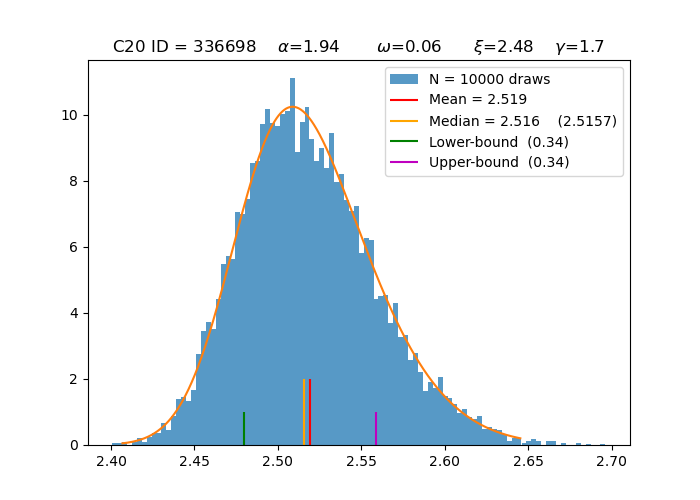 C20 ID = 336698    α=1.94    ω=0.06    ξ=2.48    γ=1.7
N = 10000 draws
Mean = 2.519
Median = 2.516    (2.5157)
Lower-bound  (0.34)
Upper-bound  (0.34)
10
8
6
4
2
0
2.40 2.45 2.50 2.55 2.60 2.65 2.70